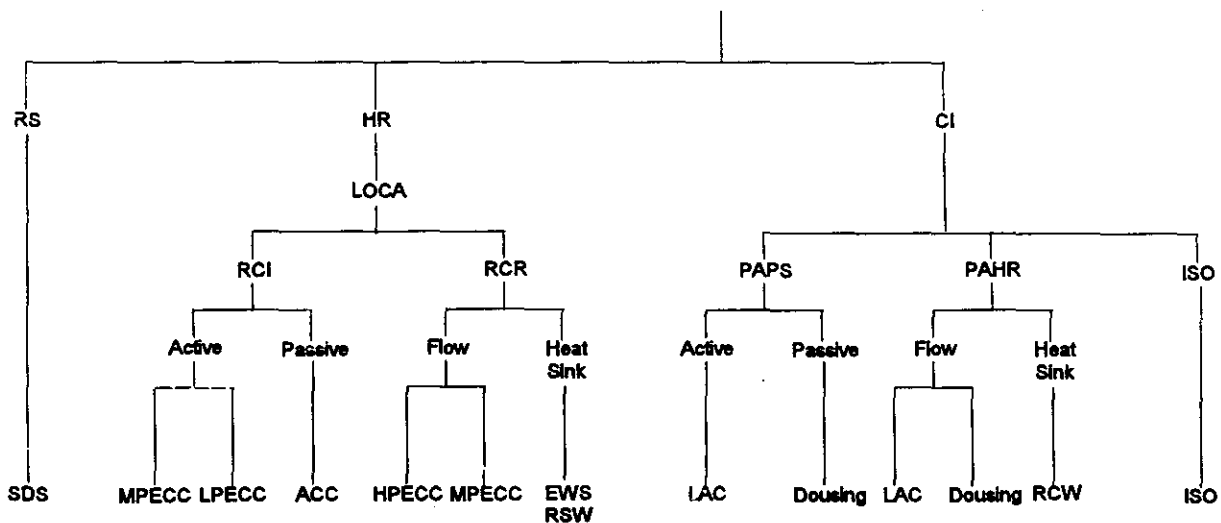 RS HR CI
LOCA
RCI RCR PAPS PAHR ISO
Active Passive Flow Heat Active Passive Flow Heat
Sink Sink
SDS MPECC LPECC ACC HPECC MPECC EWS LAC Dousing LAC Dousing RCW ISO
RSW